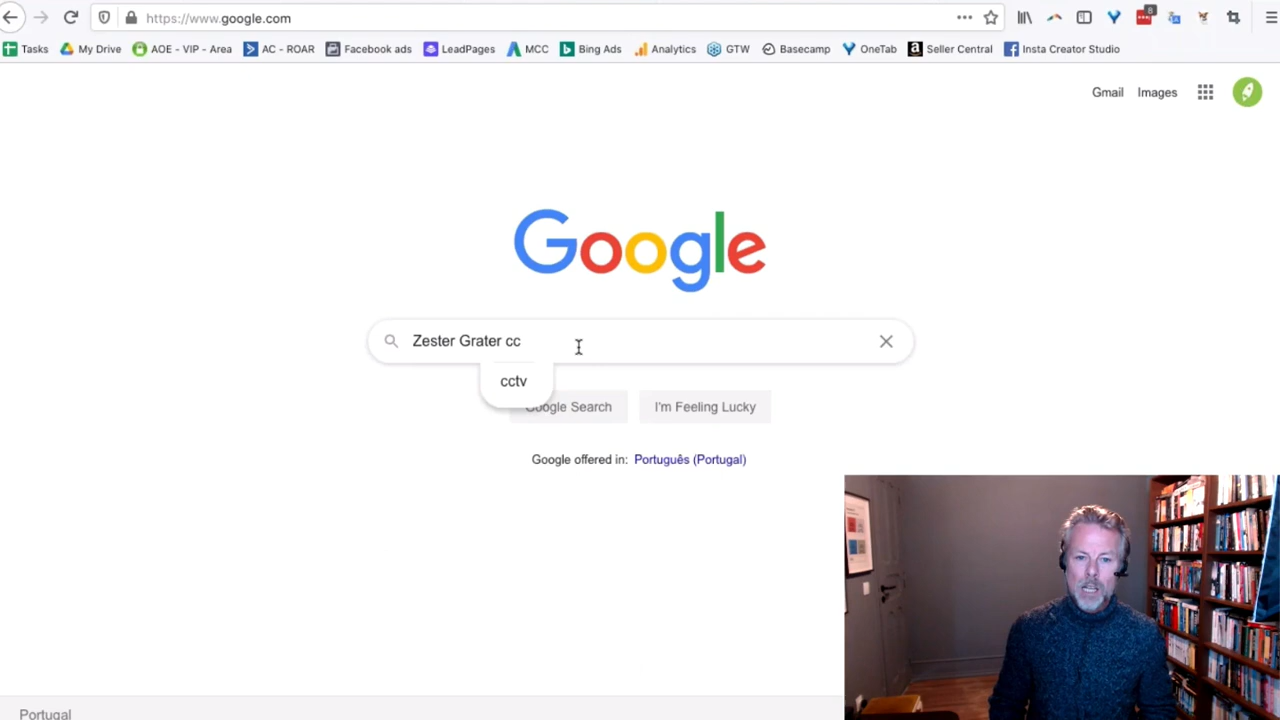 https://www.google.com
8
Tasks My Drive AOE - VIP - Area AC - ROAR Facebook ads LeadPages MCC Bing Ads Analytics GTW Basecamp OneTab Seller Central Insta Creator Studio
Gmail Images
Google
Zester Grater cc
cctv
Google Search I'm Feeling Lucky
Google offered in: Português (Portugal)
Portugal